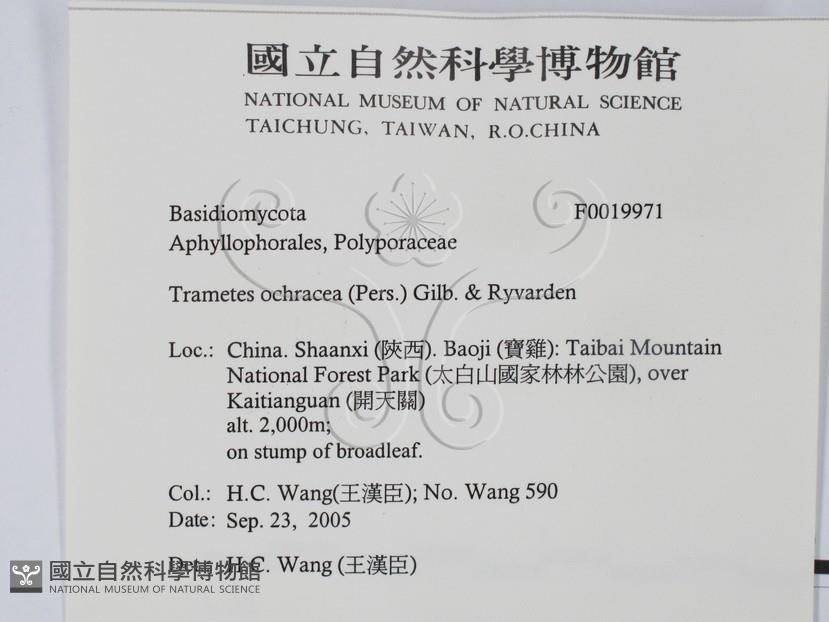 國立自然科學博物館
NATIONAL MUSEUM OF NATURAL SCIENCE
TAICHUNG, TAIWAN, R.O.CHINA
Basidiomycota F0019971
Aphyllophorales, Polyporaceae
Trametes ochracea (Pers.) Gilb. & Ryvarden
Loc.: China. Shaanxi (陝西). Baoji (寶雞): Taibai Mountain
National Forest Park (太白山國家林林公園), over
Kaitianguan (開天關)
alt. 2,000m;
on stump of broadleaf.
Col.: H.C. Wang(王漢臣); No. Wang 590
Date: Sep. 23, 2005
Det.: H.C. Wang (王漢臣)
國立自然科學博物館
NATIONAL MUSEUM OF NATURAL SCIENCE